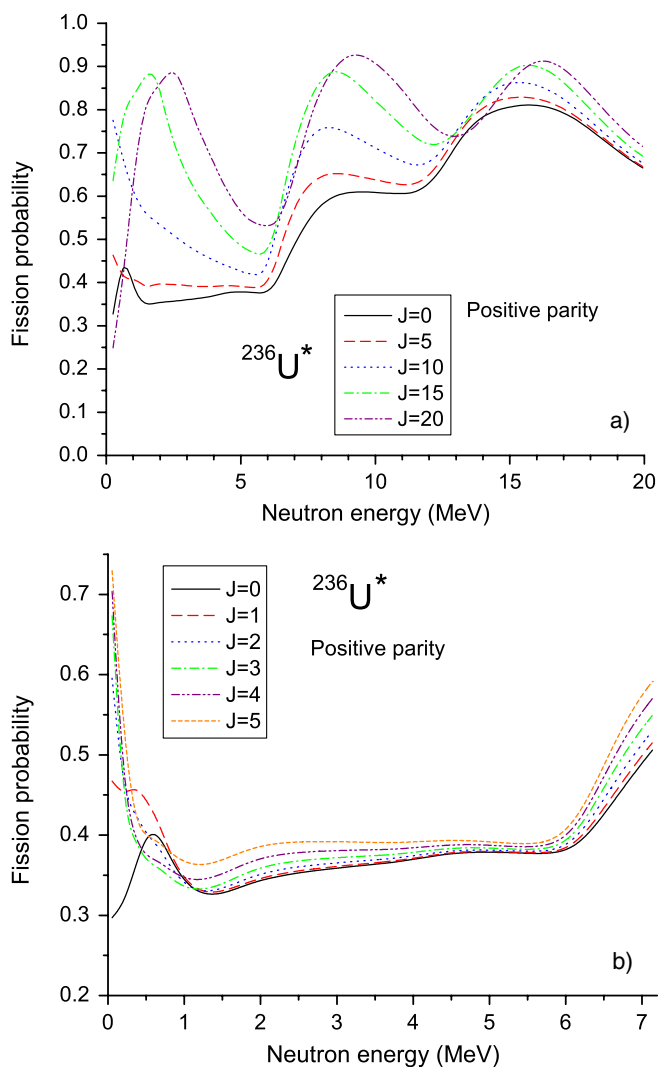 a)
1.0
0.9
0.8
0.7
0.6
0.5
0.4
0.3
0.2
0.1
0.0
Fission probability
J=0
J=5
J=10
J=15
J=20
Positive parity
236U*
0 5 10 15 20
Neutron energy (MeV)
b)
0.7
0.6
0.5
0.4
0.3
0.2
Fission probability
J=0
J=1
J=2
J=3
J=4
J=5
236U*
Positive parity
0 1 2 3 4 5 6 7
Neutron energy (MeV)